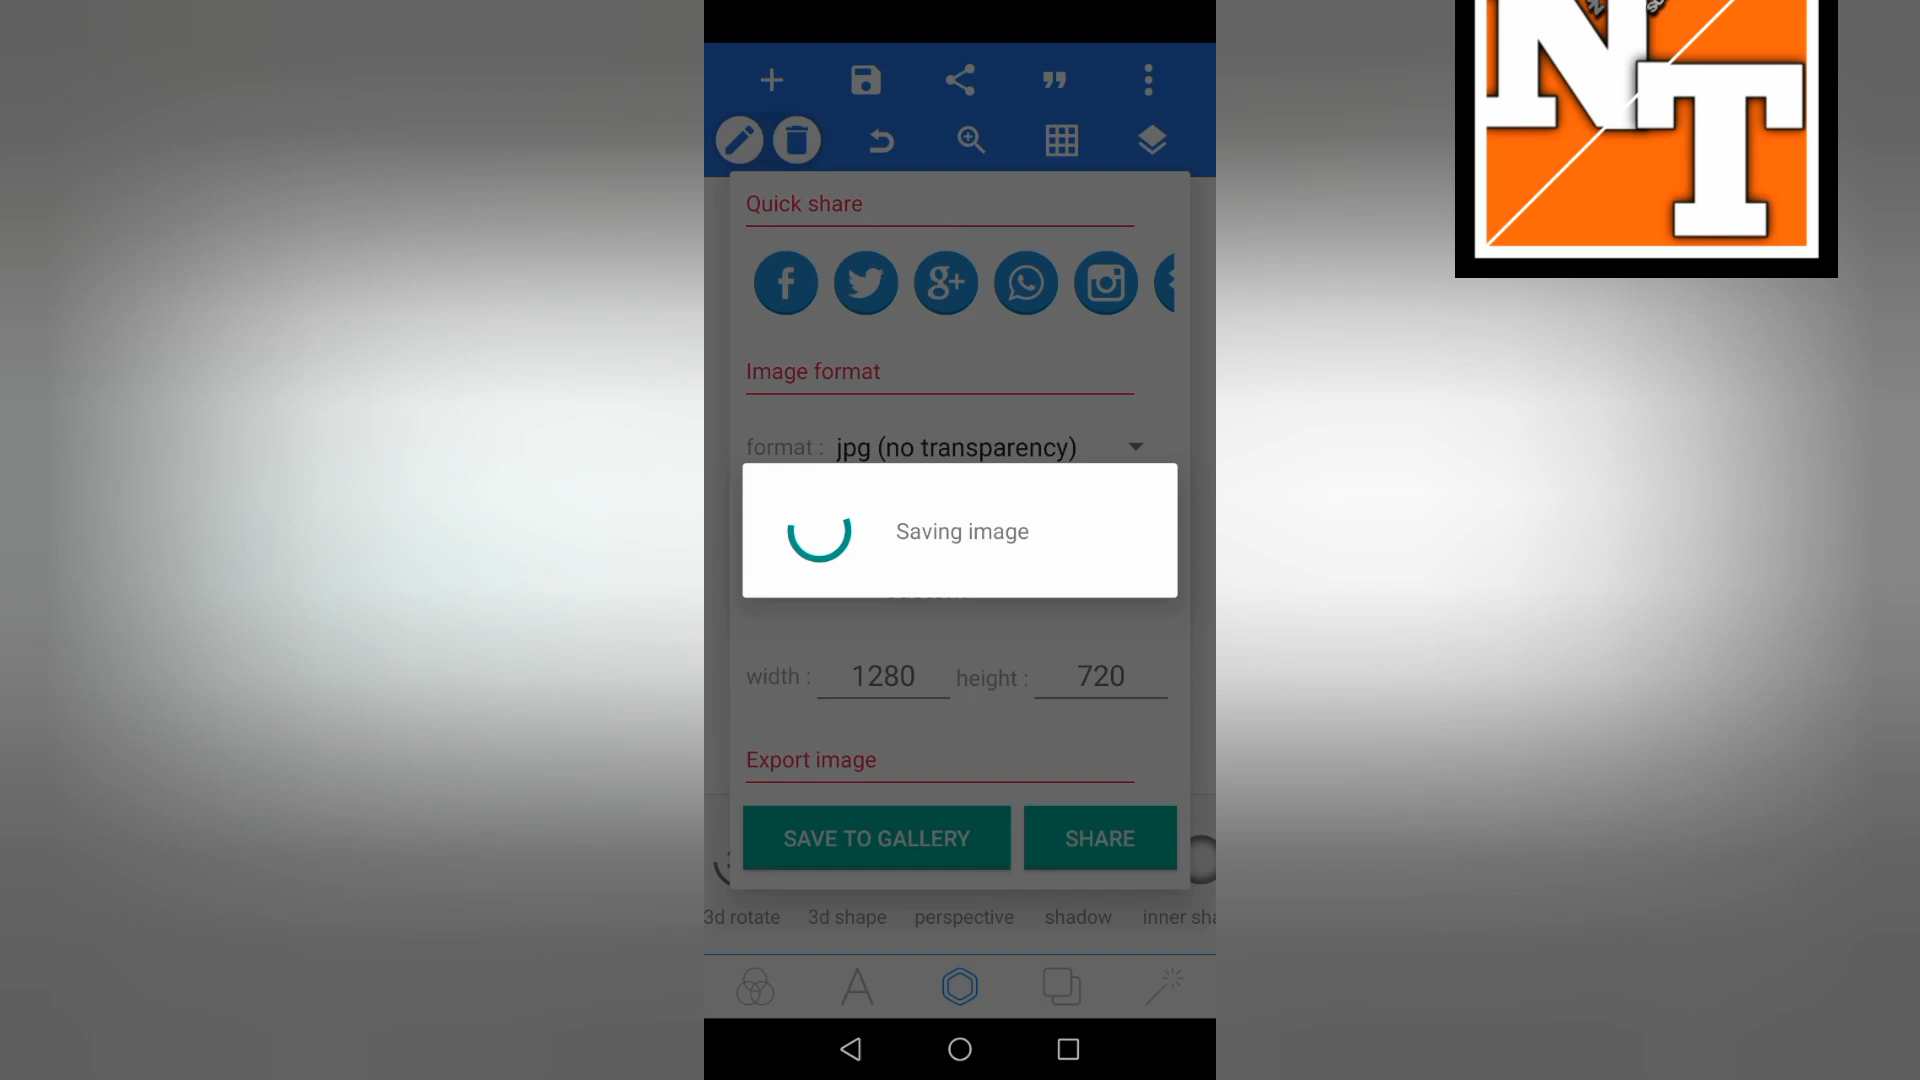 NT
Quick share
Image format
format : jpg (no transparency)
Saving image
width : 1280 height : 720
Export image
SAVE TO GALLERY SHARE
3d rotate 3d shape perspective shadow inner sha